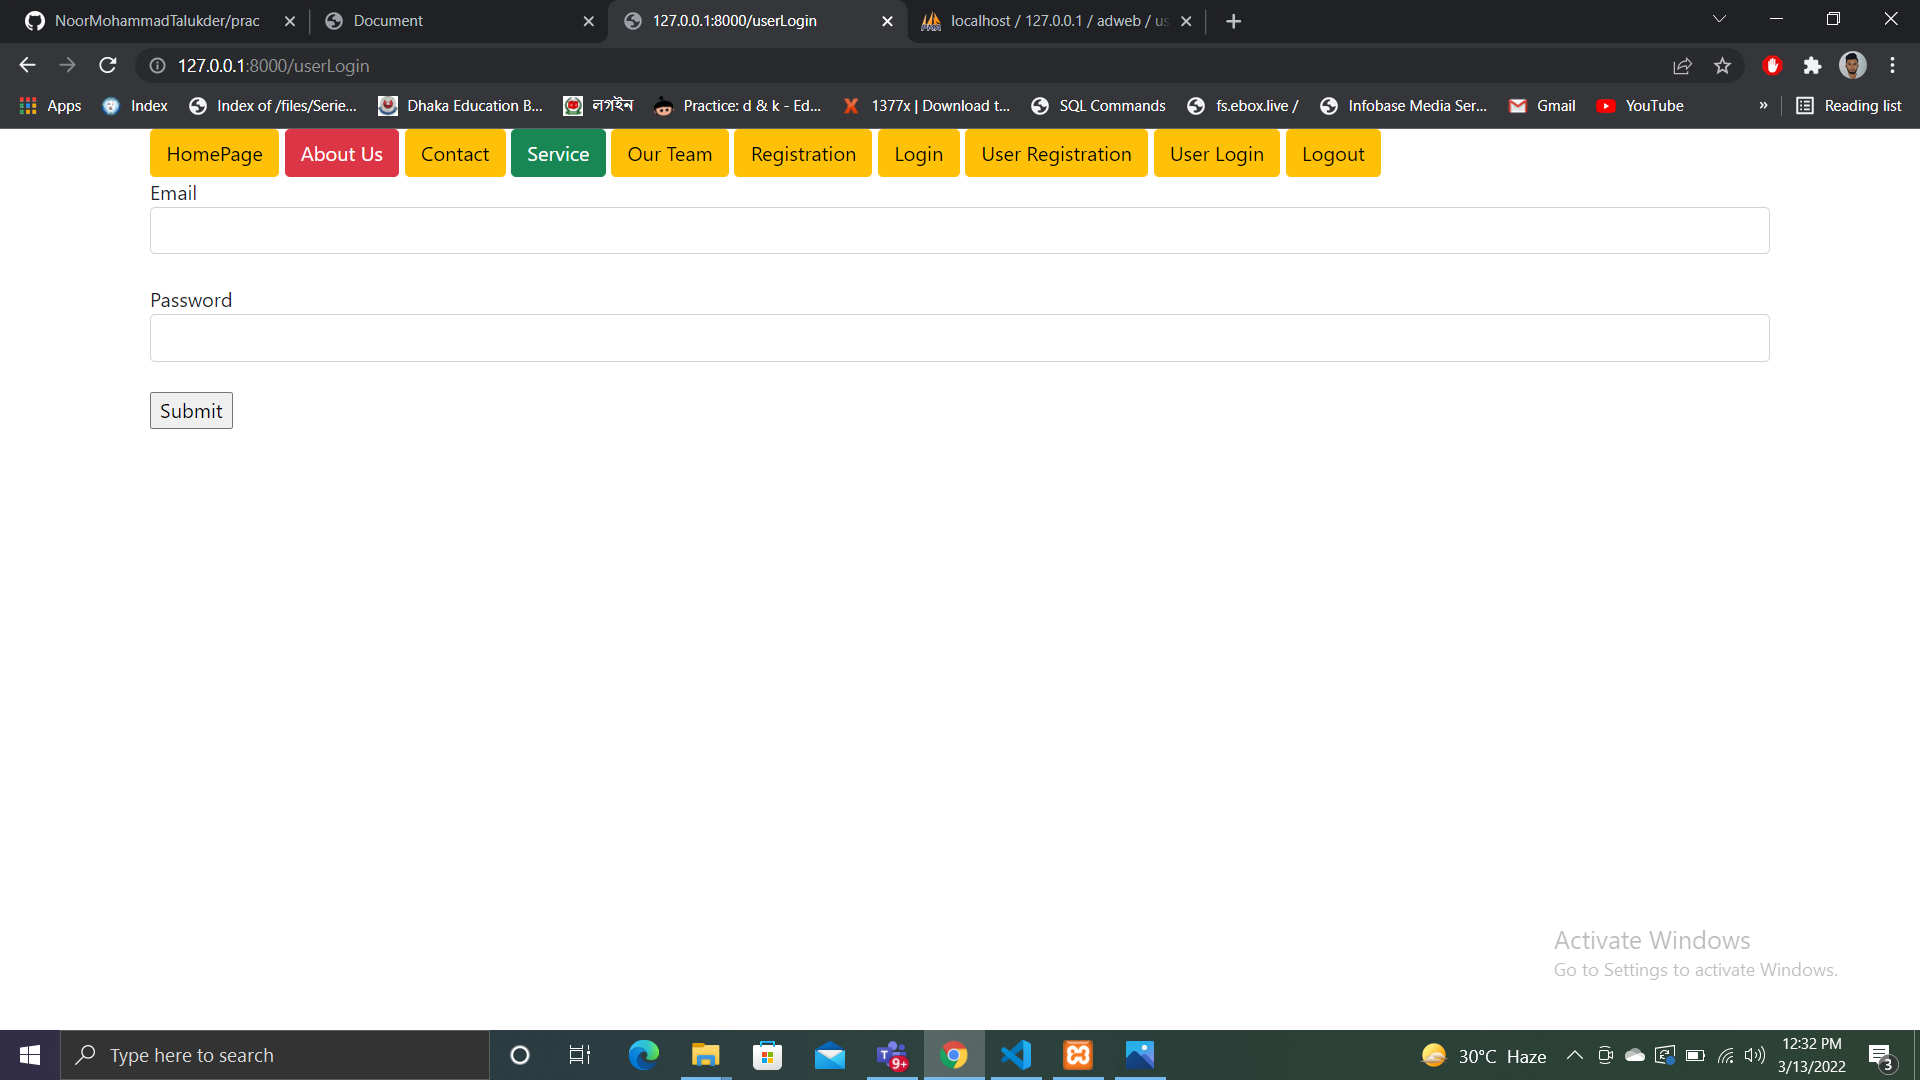 NoorMohammadTalukder/prac
Document
127.0.0.1:8000/userLogin
localhost / 127.0.0.1 / adweb / us
127.0.0.1:8000/userLogin
Apps
Index
Index of /files/Serie...
Dhaka Education B...
লগইন
Practice: d & k - Ed...
1377x | Download t...
SQL Commands
fs.ebox.live /
Infobase Media Ser...
Gmail
YouTube
»
Reading list
HomePage
About Us
Contact
Service
Our Team
Registration
Login
User Registration
User Login
Logout
Email
Password
Submit
Activate Windows
Go to Settings to activate Windows.
Type here to search
9+
30°C Haze
12:32 PM
3/13/2022
3